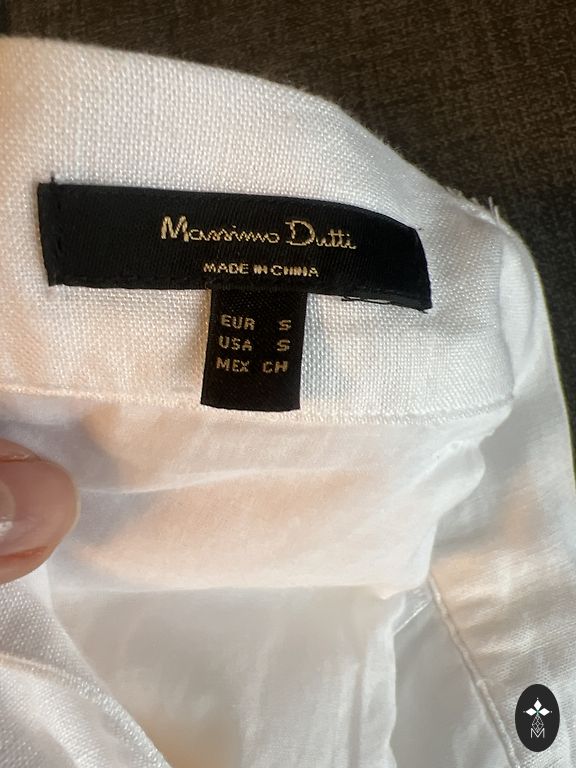 Massimo Dutti
MADE IN CHINA
EUR S
USA S
MEX CH
M